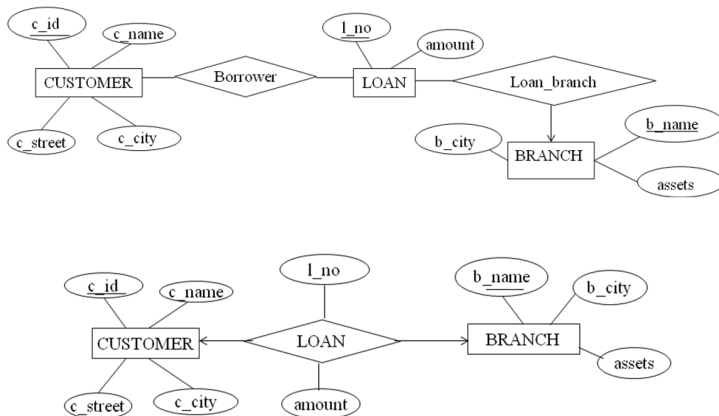 c_id
c_name
l_no
amount
CUSTOMER
Borrower
LOAN
Loan_branch
c_street
c_city
b_city
BRANCH
b_name
assets
l_no
c_id
c_name
b_name
b_city
CUSTOMER
LOAN
BRANCH
assets
c_street
c_city
amount